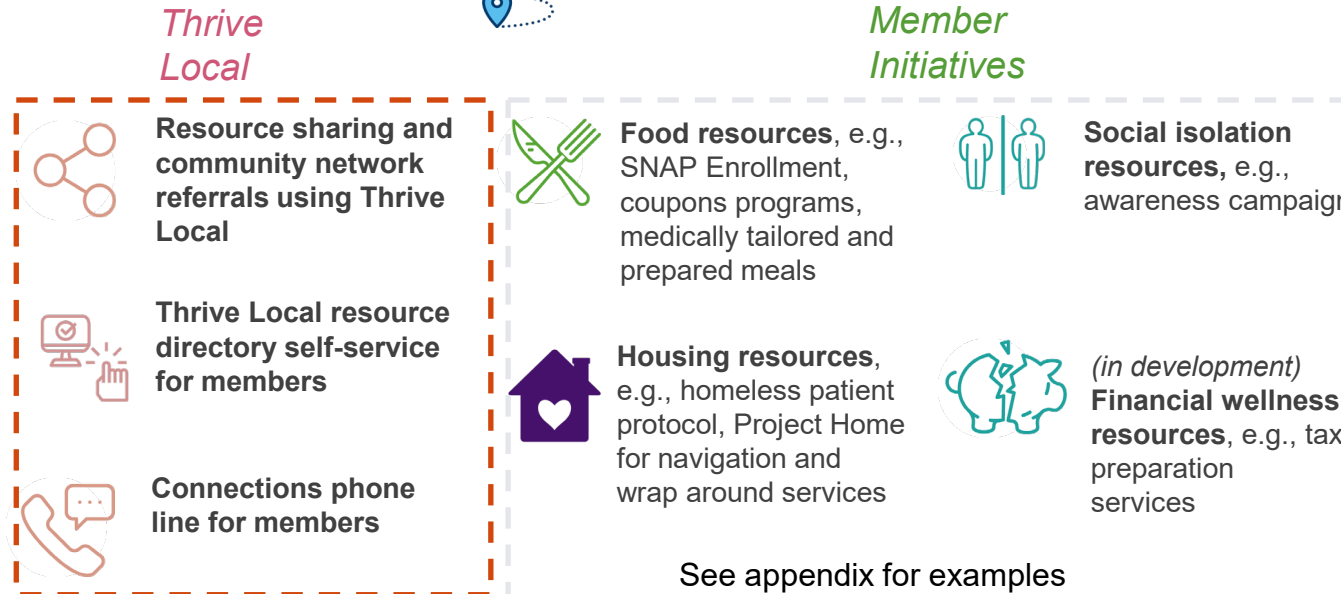 Thrive
Local
Member
Initiatives
Resource sharing and
community network
referrals using Thrive
Local
Thrive Local resource
directory self-service
for members
Connections phone
line for members
Food resources, e.g.,
SNAP Enrollment,
coupons programs,
medically tailored and
prepared meals
Social isolation
resources, e.g.,
awareness campaign
Housing resources,
e.g., homeless patient
protocol, Project Home
for navigation and
wrap around services
(in development)
Financial wellness
resources, e.g., tax
preparation
services
See appendix for examples